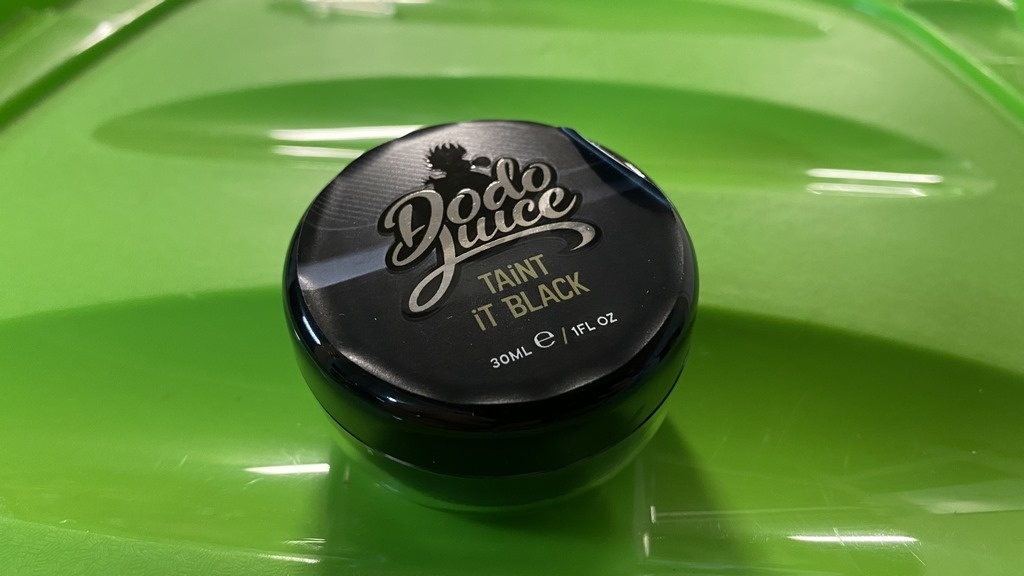 Dodo
Juice
TAiNT
iT BLACK
30ML ℮ / 1FL OZ